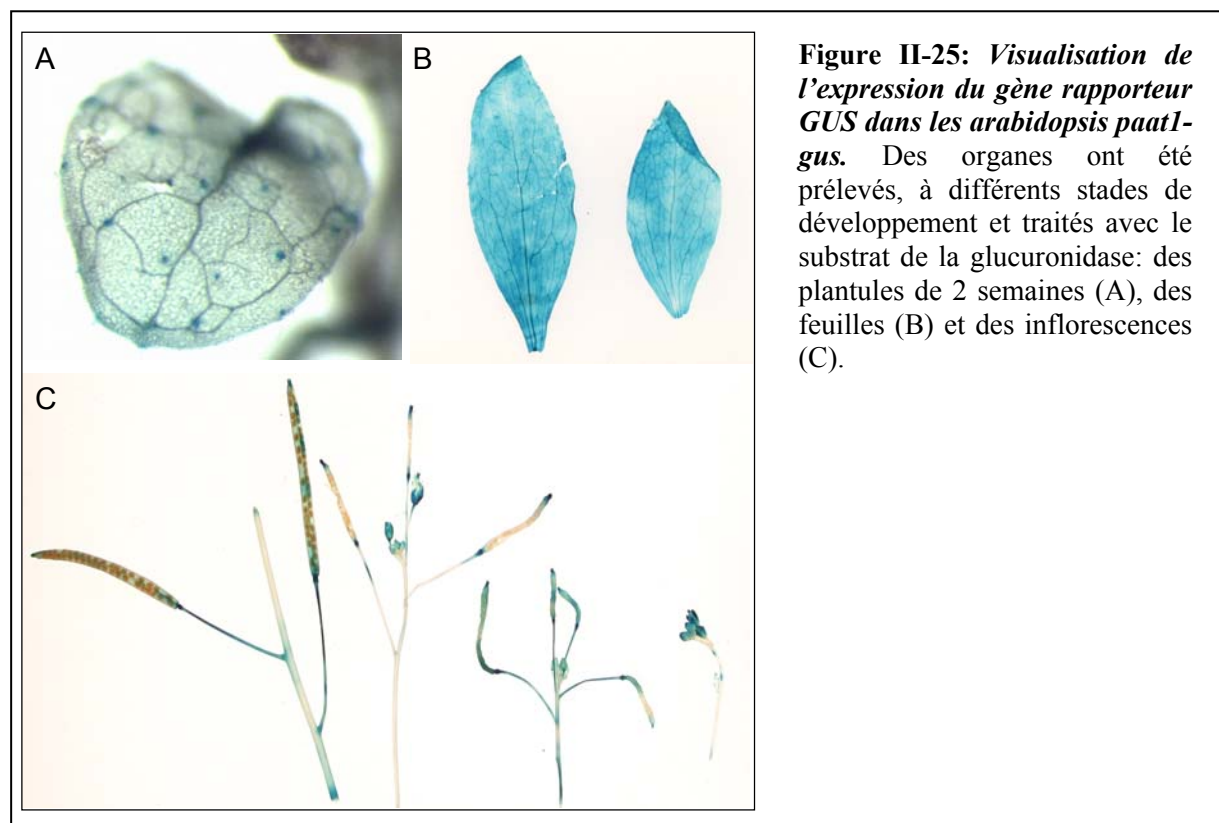 A
B
C
Figure II-25: Visualisation de
l’expression du gène rapporteur
GUS dans les arabidopsis paat1-
gus. Des organes ont été
prélevés, à différents stades de
développement et traités avec le
substrat de la glucuronidase: des
plantules de 2 semaines (A), des
feuilles (B) et des inflorescences
(C).